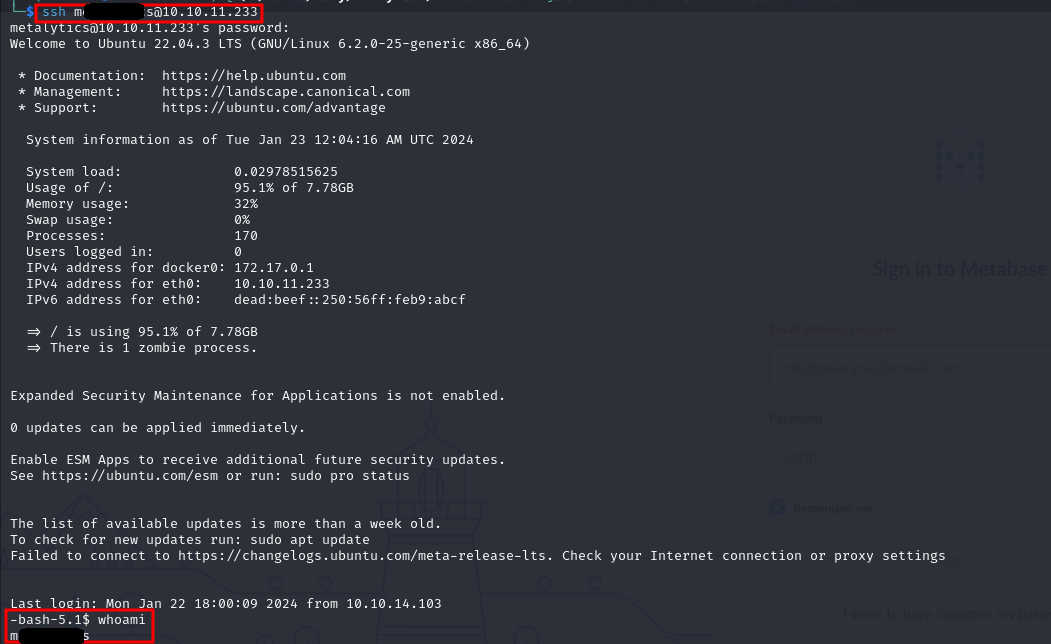 $ ssh m s@10.10.11.233
metalytics@10.10.11.233's password:
Welcome to Ubuntu 22.04.3 LTS (GNU/Linux 6.2.0-25-generic x86_64)
* Documentation:  https://help.ubuntu.com
* Management:     https://landscape.canonical.com
* Support:        https://ubuntu.com/advantage
System information as of Tue Jan 23 12:04:16 AM UTC 2024
System load:              0.02978515625
Usage of /:               95.1% of 7.78GB
Memory usage:             32%
Swap usage:               0%
Processes:                170
Users logged in:          0
IPv4 address for docker0: 172.17.0.1
IPv4 address for eth0:    10.10.11.233
IPv6 address for eth0:    dead:beef::250:56ff:feb9:abcf
=> / is using 95.1% of 7.78GB
=> There is 1 zombie process.
Expanded Security Maintenance for Applications is not enabled.
0 updates can be applied immediately.
Enable ESM Apps to receive additional future security updates.
See https://ubuntu.com/esm or run: sudo pro status
The list of available updates is more than a week old.
To check for new updates run: sudo apt update
Failed to connect to https://changelogs.ubuntu.com/meta-release-lts. Check your Internet connection or proxy settings
Last login: Mon Jan 22 18:00:09 2024 from 10.10.14.103
-bash-5.1$ whoami
m s
Sign in to Metabase
Email address: required
Password
Shhh...
Remember me
I seem to have forgotten my